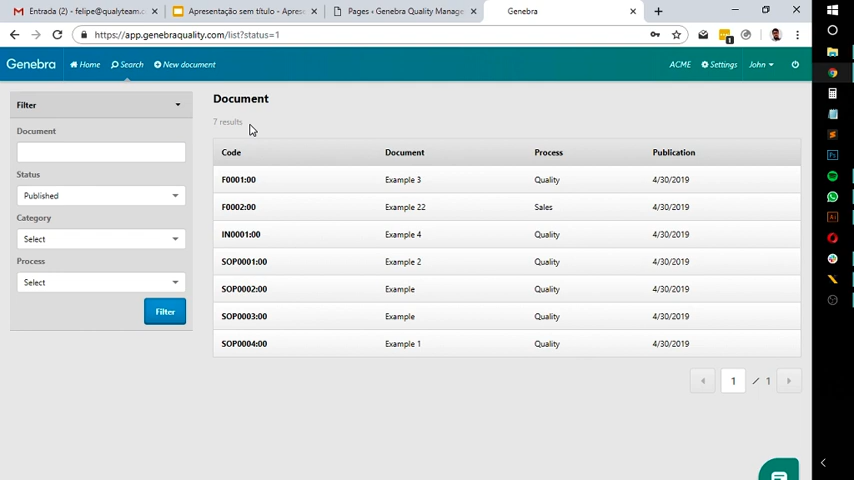 Entrada (2) - felipe@qualyteam.c
Apresentação sem título - Aprese
Pages ‹ Genebra Quality Manage
Genebra
https://app.genebraquality.com/list?status=1
Genebra
Home
Search
New document
ACME
Settings
John
Filter
Document
Status
Published
Category
Select
Process
Select
Filter
Document
7 results
Code Document Process Publication
F0001:00 Example 3 Quality 4/30/2019
F0002:00 Example 22 Sales 4/30/2019
IN0001:00 Example 4 Quality 4/30/2019
SOP0001:00 Example 2 Quality 4/30/2019
SOP0002:00 Example Quality 4/30/2019
SOP0003:00 Example Quality 4/30/2019
SOP0004:00 Example 1 Quality 4/30/2019
1 / 1